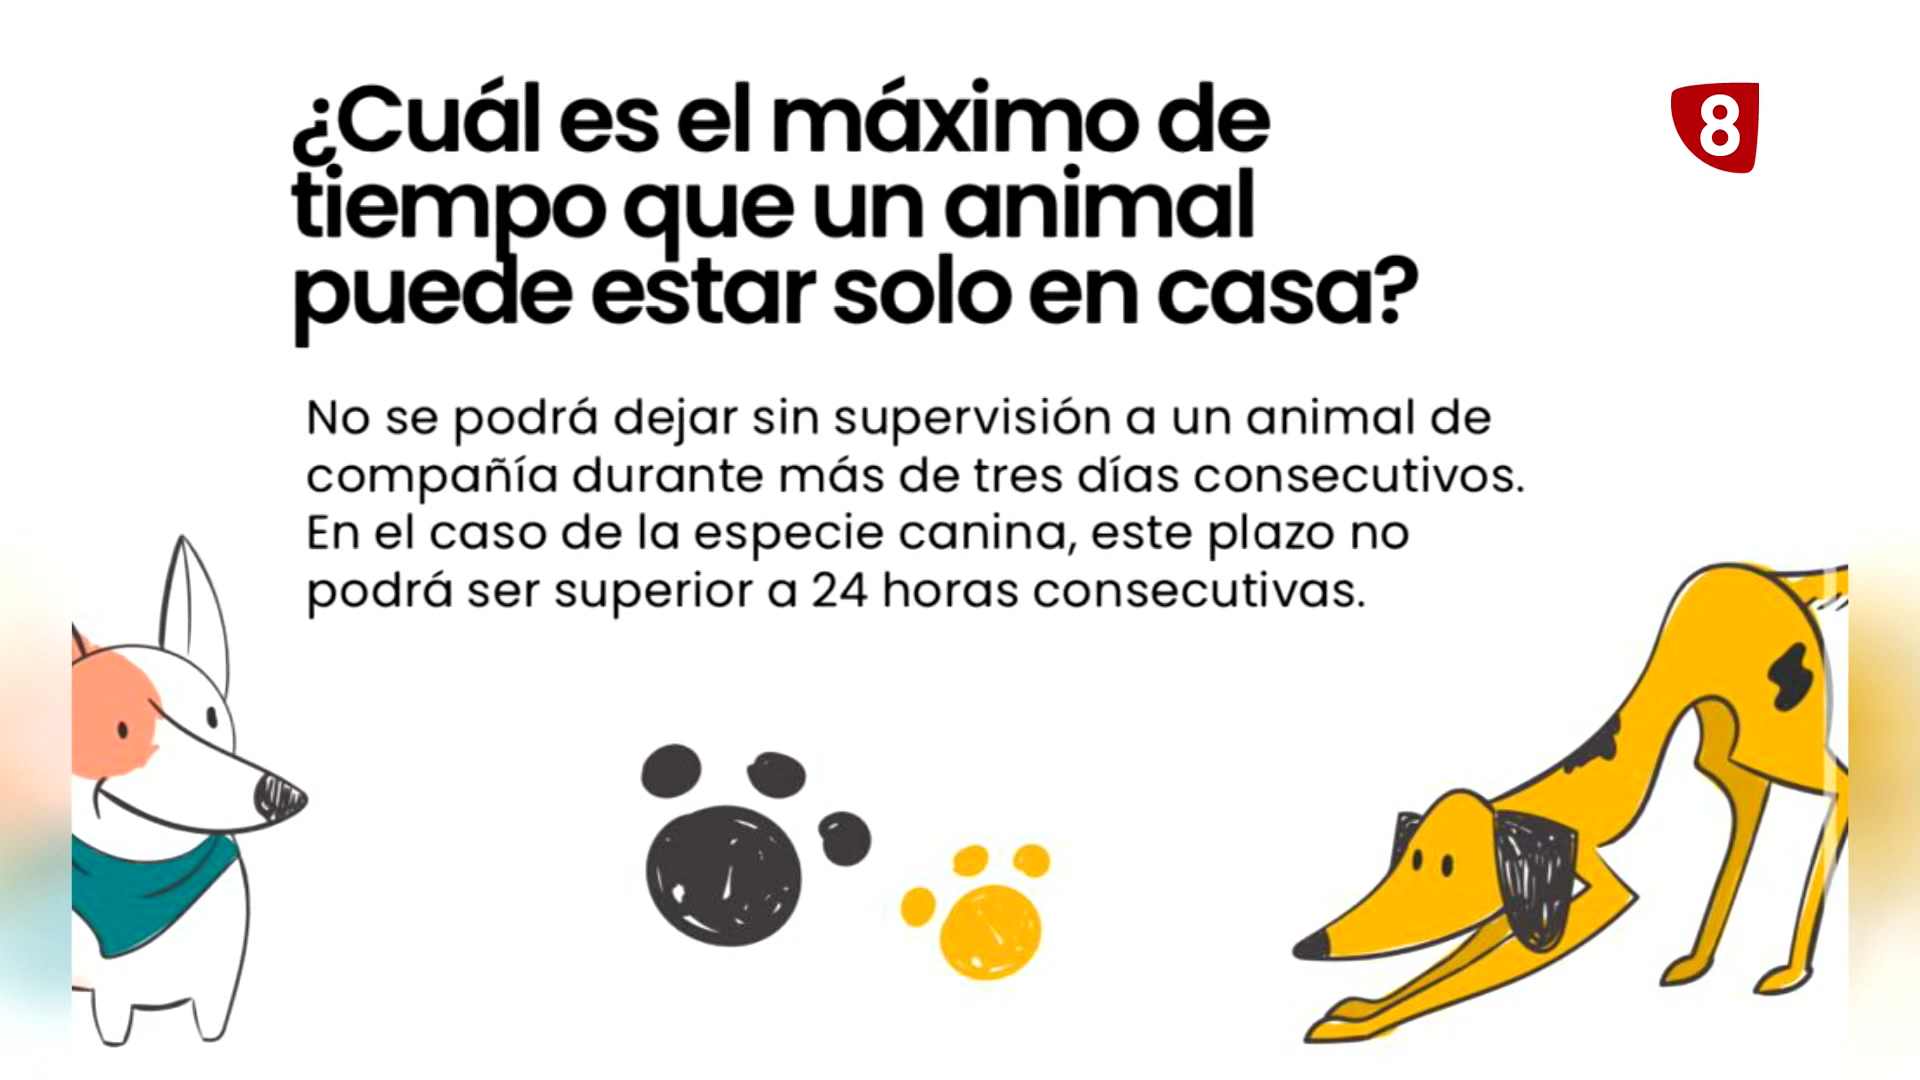 ¿Cuál es el máximo de
tiempo que un animal
puede estar solo en casa?
8
No se podrá dejar sin supervisión a un animal de
compañía durante más de tres días consecutivos.
En el caso de la especie canina, este plazo no
podrá ser superior a 24 horas consecutivas.